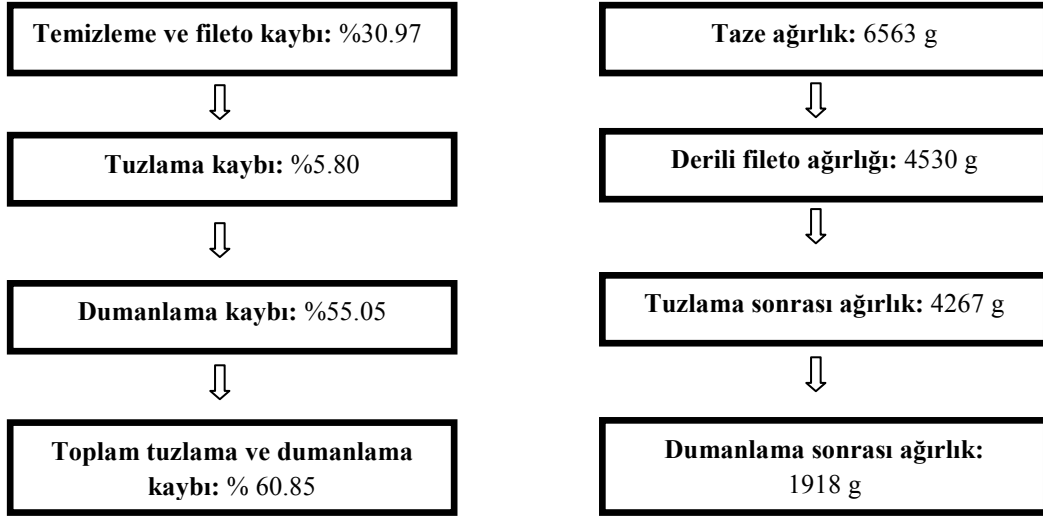 Temizleme ve fileto kaybı: %30.97
Tuzlama kaybı: %5.80
Dumanlama kaybı: %55.05
Toplam tuzlama ve dumanlama
kaybı: % 60.85
Taze ağırlık: 6563 g
Derili fileto ağırlığı: 4530 g
Tuzlama sonrası ağırlık: 4267 g
Dumanlama sonrası ağırlık:
1918 g